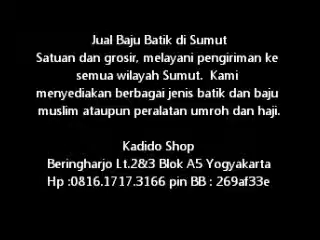 Jual Baju Batik di Sumut
Satuan dan grosir, melayani pengiriman ke
semua wilayah Sumut. Kami
menyediakan berbagai jenis batik dan baju
muslim ataupun peralatan umroh dan haji.
Kadido Shop
Beringharjo Lt.2&3 Blok A5 Yogyakarta
Hp :0816.1717.3166 pin BB : 269af33e